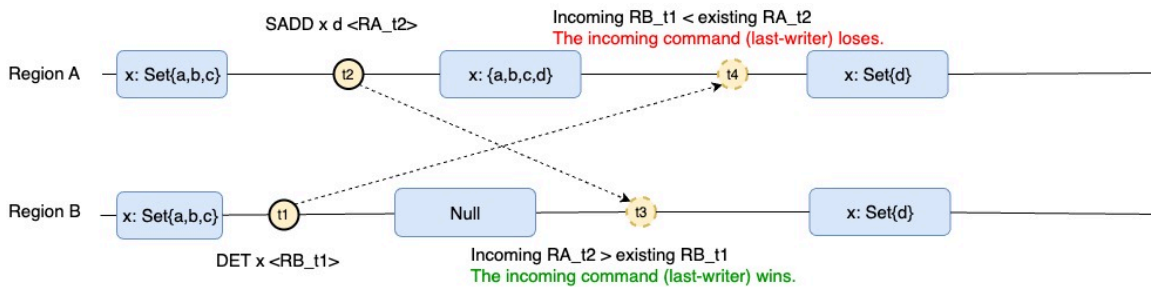 SADD x d <RA_t2>
Incoming RB_t1 < existing RA_t2
The incoming command (last-writer) loses.
Region A
x: Set{a,b,c}
t2
x: {a,b,c,d}
t4
x: Set{d}
Region B
x: Set{a,b,c}
t1
Null
t3
x: Set{d}
DET x <RB_t1>
Incoming RA_t2 > existing RB_t1
The incoming command (last-writer) wins.